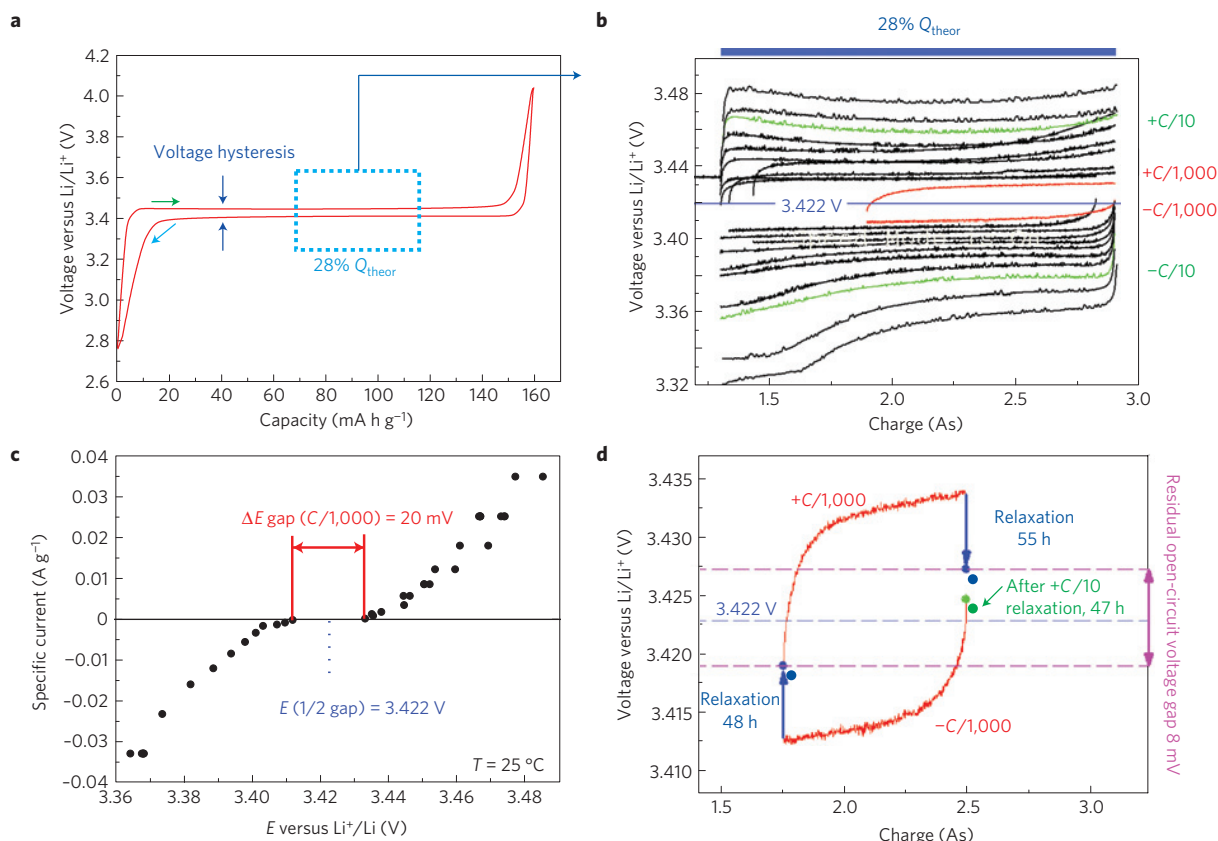 a
4.2
4.0
3.8
3.6
3.4
3.2
3.0
2.8
2.6
Voltage versus Li/Li⁺ (V)
Voltage hysteresis
28% Q_theor
0 20 40 60 80 100 120 140 160
Capacity (mA h g⁻¹)
b
28% Q_theor
3.48
3.44
3.40
3.36
3.32
Voltage versus Li/Li⁺ (V)
+C/10
+C/1,000
3.422 V
−C/1,000
−C/10
1.5 2.0 2.5 3.0
Charge (As)
c
0.04
0.03
0.02
0.01
0
−0.01
−0.02
−0.03
−0.04
Specific current (A g⁻¹)
ΔE gap (C/1,000) = 20 mV
E (1/2 gap) = 3.422 V
T = 25 °C
3.36 3.38 3.40 3.42 3.44 3.46 3.48
E versus Li⁺/Li (V)
d
3.435
3.430
3.425
3.420
3.415
3.410
Voltage versus Li/Li⁺ (V)
+C/1,000
Relaxation
55 h
After +C/10
relaxation, 47 h
3.422 V
Relaxation
48 h
−C/1,000
Residual open-circuit voltage gap 8 mV
1.5 2.0 2.5 3.0
Charge (As)